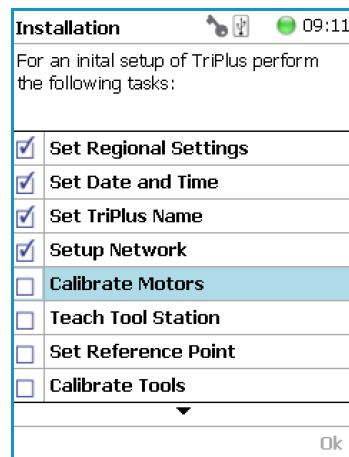 Installation 09:11
For an inital setup of TriPlus perform
the following tasks:
Set Regional Settings
Set Date and Time
Set TriPlus Name
Setup Network
Calibrate Motors
Teach Tool Station
Set Reference Point
Calibrate Tools
Ok